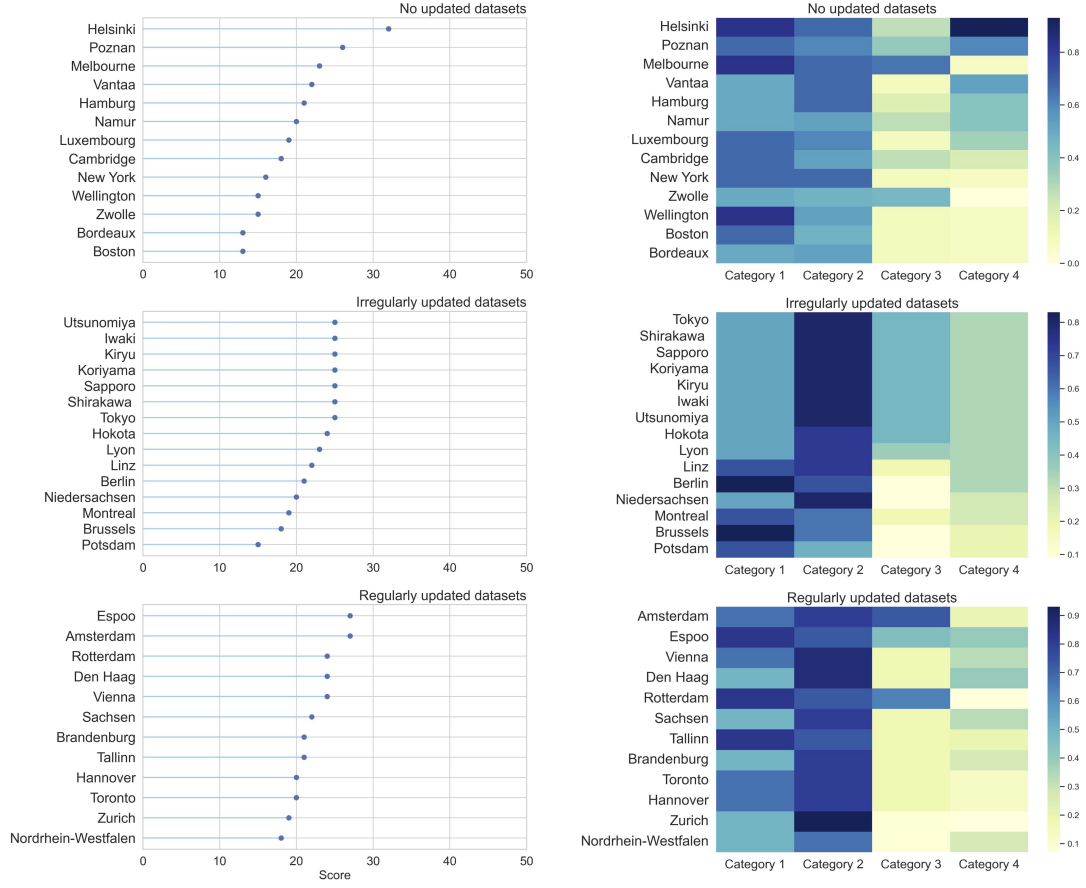 No updated datasets
Helsinki
Poznan
Melbourne
Vantaa
Hamburg
Namur
Luxembourg
Cambridge
New York
Wellington
Zwolle
Bordeaux
Boston
0 10 20 30 40 50
No updated datasets
Helsinki
Poznan
Melbourne
Vantaa
Hamburg
Namur
Luxembourg
Cambridge
New York
Zwolle
Wellington
Boston
Bordeaux
Category 1 Category 2 Category 3 Category 4
0.8
0.6
0.4
0.2
0.0
Irregularly updated datasets
Utsunomiya
Iwaki
Kiryu
Koriyama
Sapporo
Shirakawa
Tokyo
Hokota
Lyon
Linz
Berlin
Niedersachsen
Montreal
Brussels
Potsdam
0 10 20 30 40 50
Irregularly updated datasets
Tokyo
Shirakawa
Sapporo
Koriyama
Kiryu
Iwaki
Utsunomiya
Hokota
Lyon
Linz
Berlin
Niedersachsen
Montreal
Brussels
Potsdam
Category 1 Category 2 Category 3 Category 4
0.8
0.7
0.6
0.5
0.4
0.3
0.2
0.1
Regularly updated datasets
Espoo
Amsterdam
Rotterdam
Den Haag
Vienna
Sachsen
Brandenburg
Tallinn
Hannover
Toronto
Zurich
Nordrhein-Westfalen
0 10 20 30 40 50
Score
Regularly updated datasets
Amsterdam
Espoo
Vienna
Den Haag
Rotterdam
Sachsen
Tallinn
Brandenburg
Toronto
Hannover
Zurich
Nordrhein-Westfalen
Category 1 Category 2 Category 3 Category 4
0.9
0.8
0.7
0.6
0.5
0.4
0.3
0.2
0.1